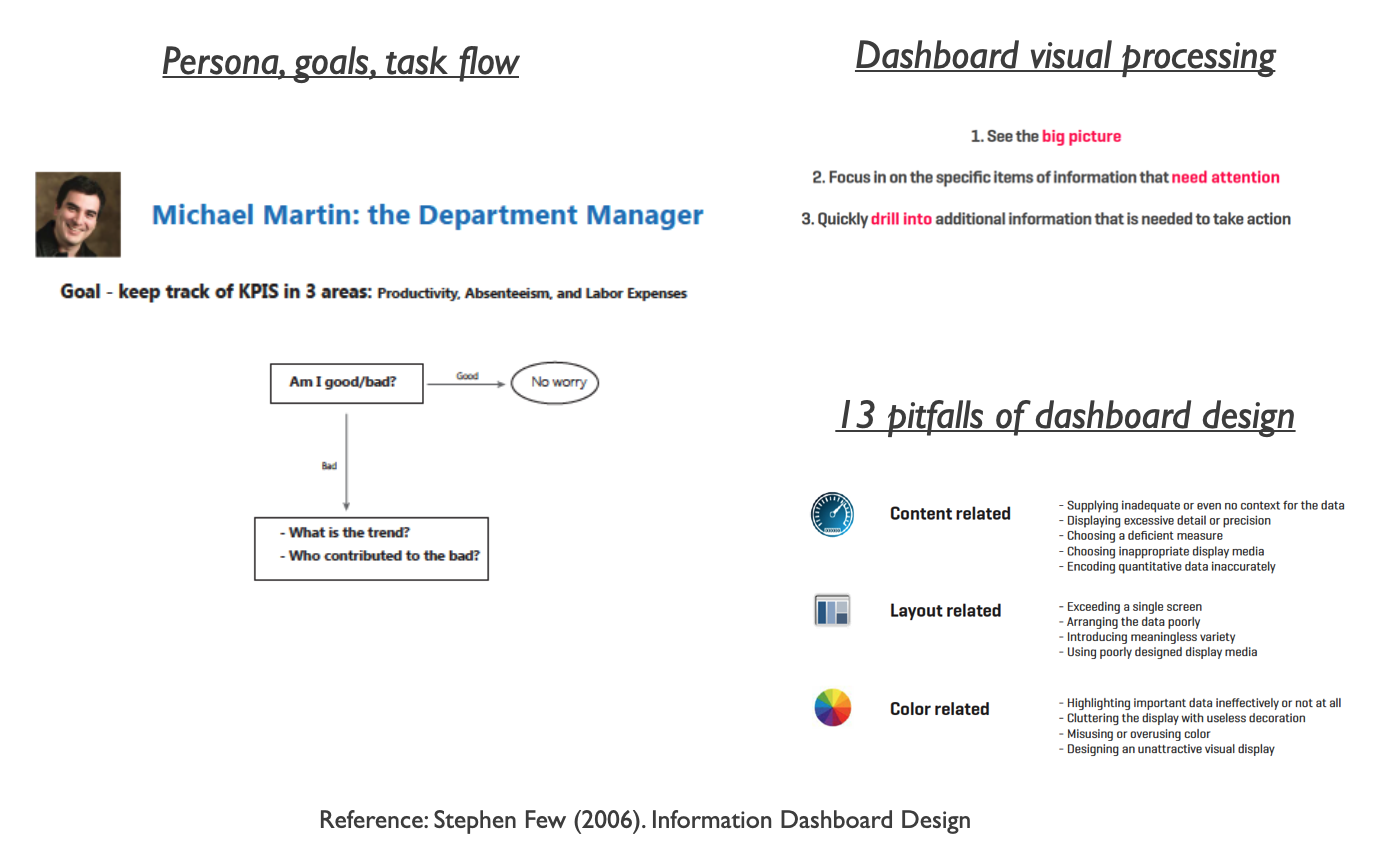 Persona, goals, task flow
Michael Martin: the Department Manager
Goal - keep track of KPIS in 3 areas: Productivity, Absenteeism, and Labor Expenses
Am I good/bad?
Good
No worry
Bad
- What is the trend?
- Who contributed to the bad?
Dashboard visual processing
1. See the big picture
2. Focus in on the specific items of information that need attention
3. Quickly drill into additional information that is needed to take action
13 pitfalls of dashboard design
Content related
- Supplying inadequate or even no context for the data
- Displaying excessive detail or precision
- Choosing a deficient measure
- Choosing inappropriate display media
- Encoding quantitative data inaccurately
Layout related
- Exceeding a single screen
- Arranging the data poorly
- Introducing meaningless variety
- Using poorly designed display media
Color related
- Highlighting important data ineffectively or not at all
- Cluttering the display with useless decoration
- Misusing or overusing color
- Designing an unattractive visual display
Reference: Stephen Few (2006). Information Dashboard Design